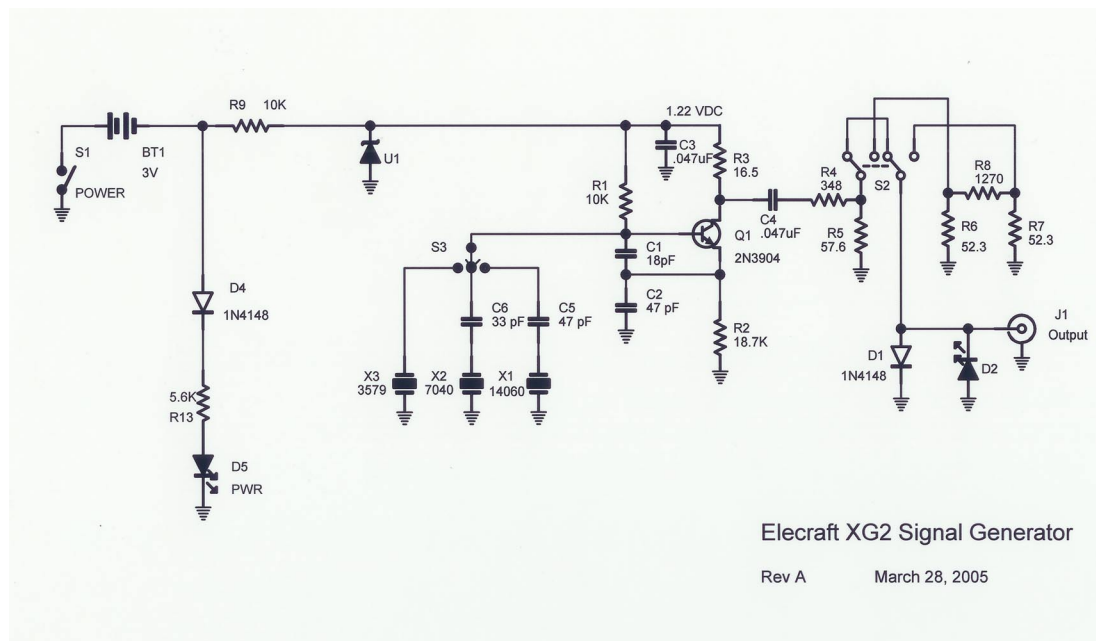 R9 10K
1.22 VDC
S1
BT1
3V
POWER
U1
C3
.047uF
R3
16.5
R1
10K
R4
348
S2
R8
1270
C4
.047uF
R5
57.6
R6
52.3
R7
52.3
Q1
2N3904
S3
C1
18pF
C2
47 pF
R2
18.7K
D4
1N4148
C6
33 pF
C5
47 pF
J1
Output
D1
1N4148
D2
X3
3579
X2
7040
X1
14060
5.6K
R13
D5
PWR
Elecraft XG2 Signal Generator
Rev A March 28, 2005